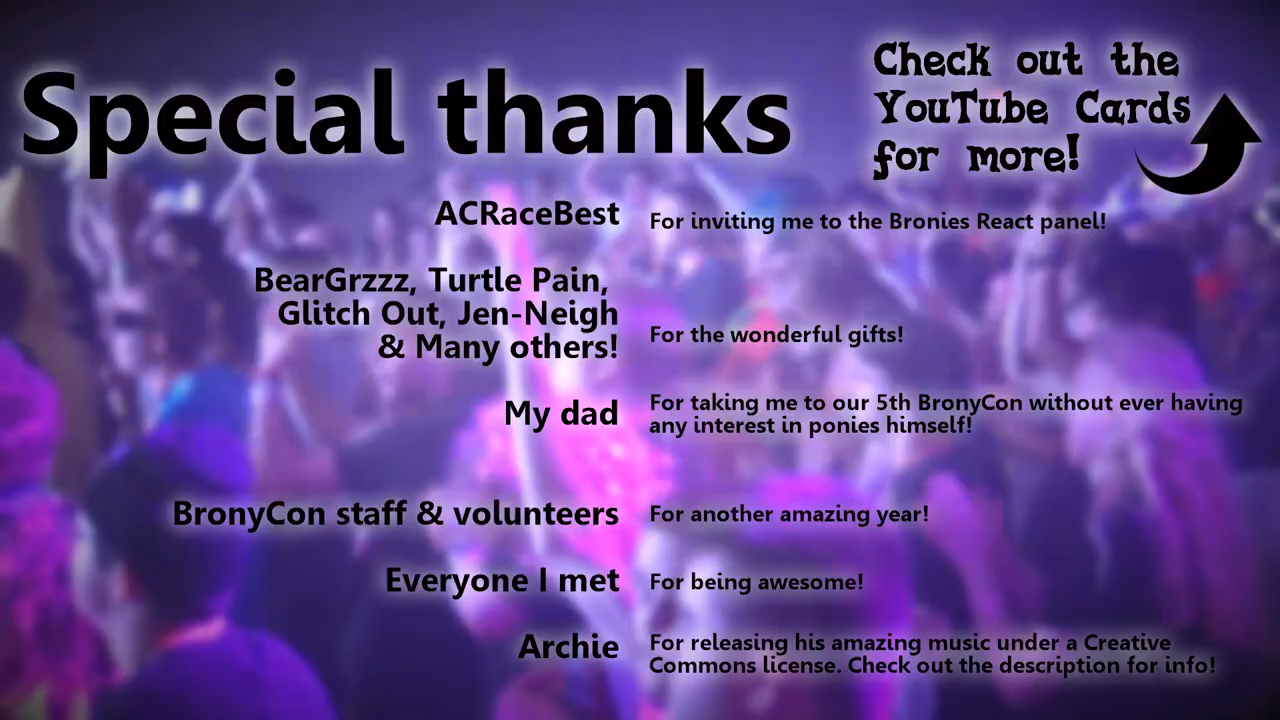 Special thanks
Check out the
YouTube Cards
for more!
ACRaceBest
For inviting me to the Bronies React panel!
BearGrzzz, Turtle Pain,
Glitch Out, Jen-Neigh
& Many others!
For the wonderful gifts!
My dad
For taking me to our 5th BronyCon without ever having
any interest in ponies himself!
BronyCon staff & volunteers
For another amazing year!
Everyone I met
For being awesome!
Archie
For releasing his amazing music under a Creative
Commons license. Check out the description for info!